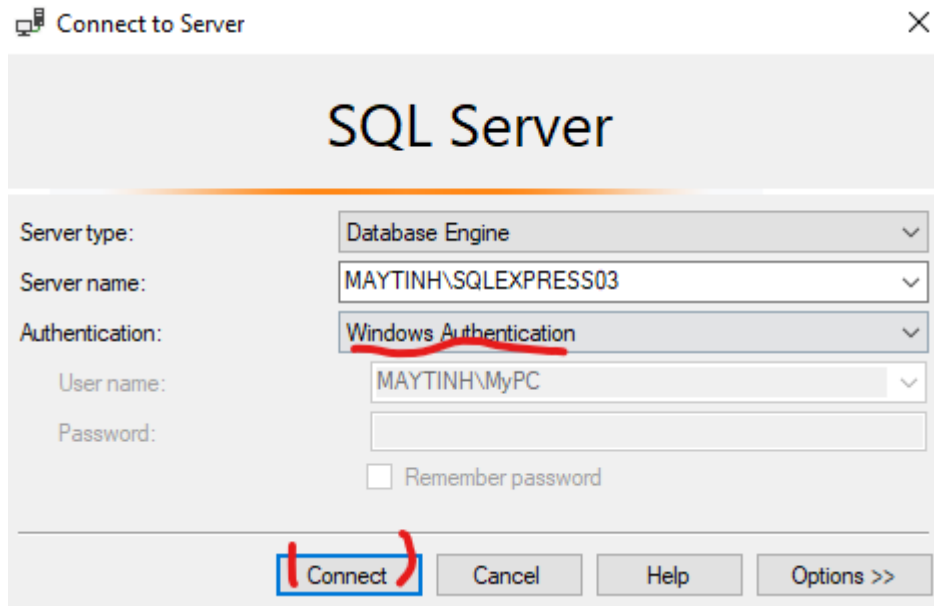 Connect to Server
SQL Server
Server type: Database Engine
Server name: MAYTINH\SQLEXPRESS03
Authentication: Windows Authentication
User name: MAYTINH\MyPC
Password:
Remember password
Connect Cancel Help Options >>